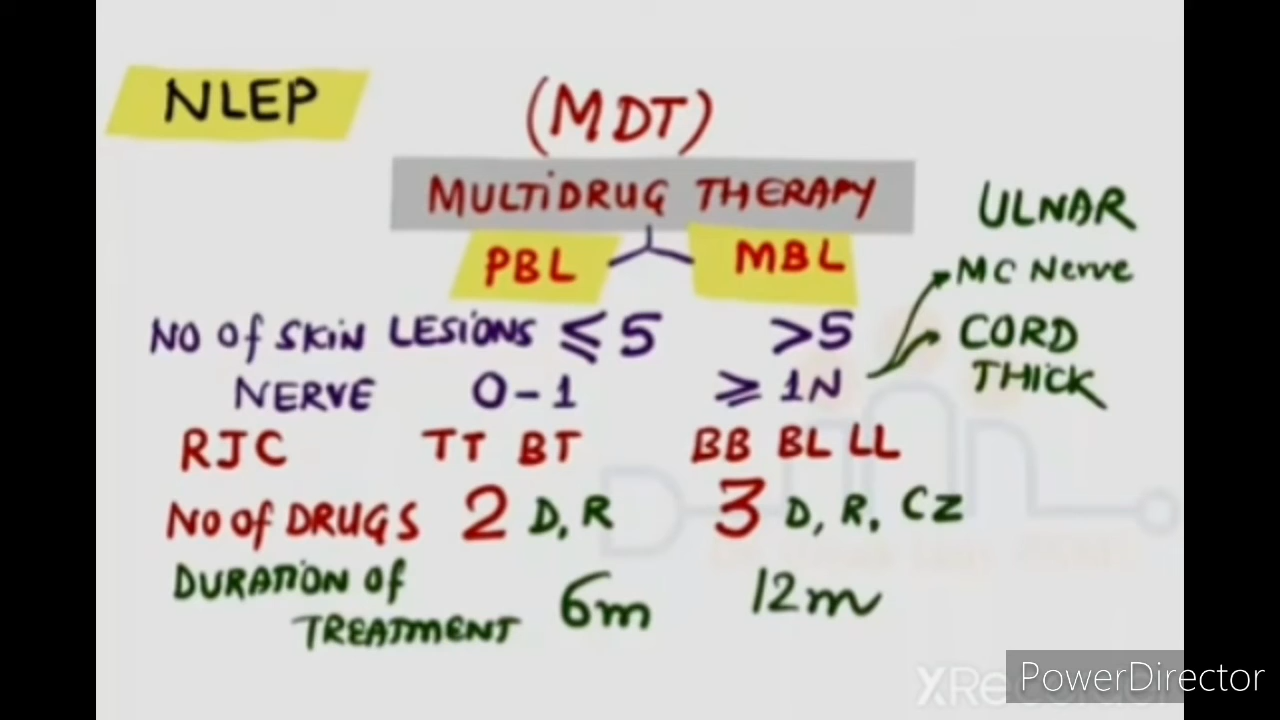 NLEP
(MDT)
MULTIDRUG THERAPY
PBL MBL
ULNAR
MC Nerve
CORD
THICK
NO of SKIN LESIONS ≤ 5 >5
NERVE 0-1 ≥ 1N
RJC TT BT BB BL LL
No of DRUGS 2 D, R 3 D, R, CZ
DURATION of
TREATMENT 6m 12m
PowerDirector